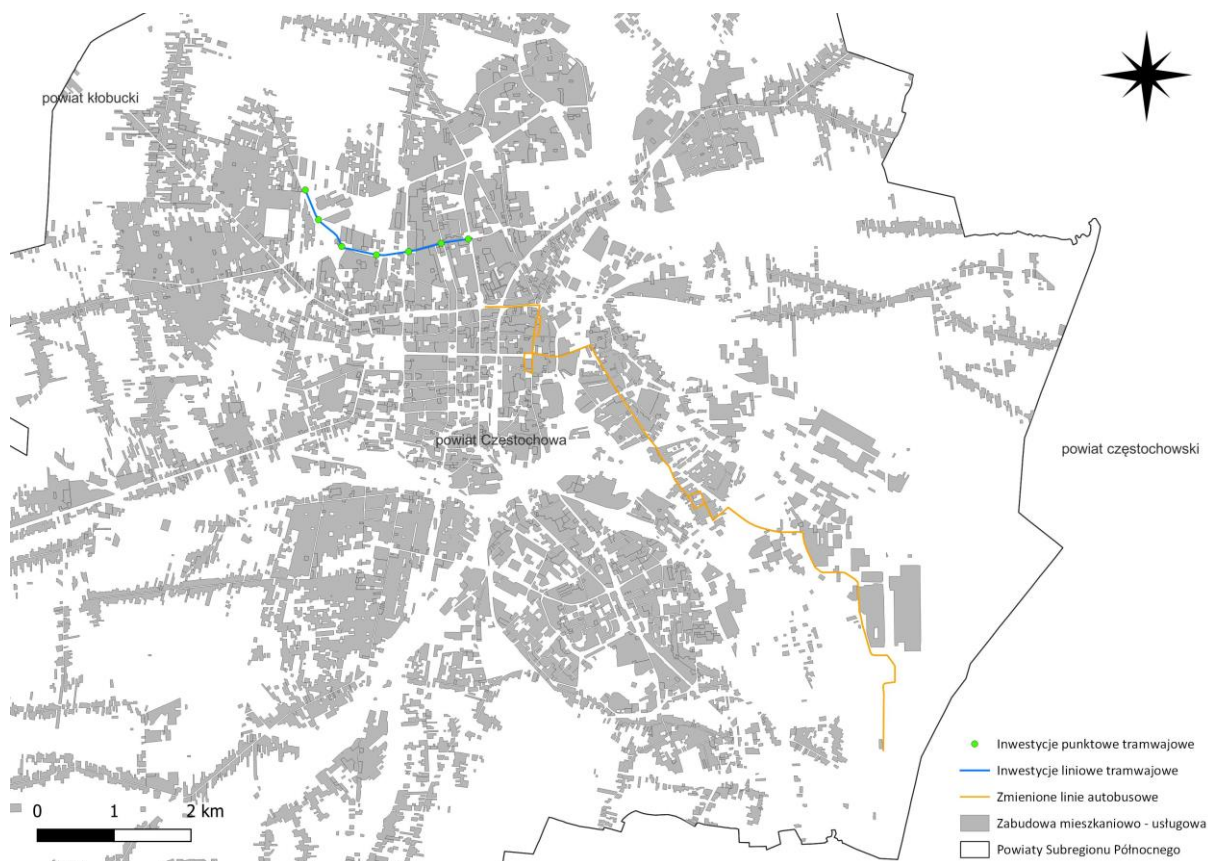 powiat kłobucki
powiat Częstochowa
powiat częstochowski
Inwestycje punktowe tramwajowe
Inwestycje liniowe tramwajowe
Zmienione linie autobusowe
Zabudowa mieszkaniowo - usługowa
Powiaty Subregionu Północnego
0 1 2 km